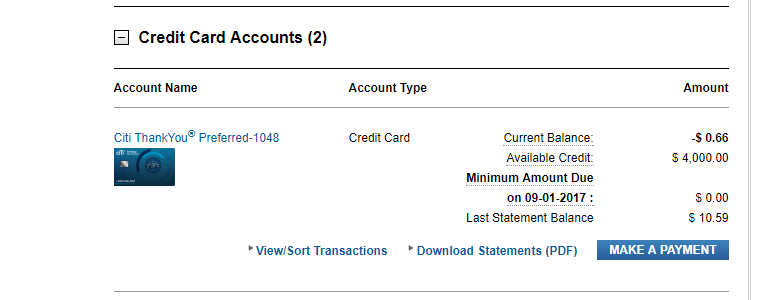 Credit Card Accounts (2)
Account Name Account Type Amount
Citi ThankYou® Preferred-1048 Credit Card Current Balance: -$ 0.66
citi
Available Credit: $ 4,000.00
Minimum Amount Due
on 09-01-2017 : $ 0.00
Last Statement Balance $ 10.59
View/Sort Transactions Download Statements (PDF) MAKE A PAYMENT